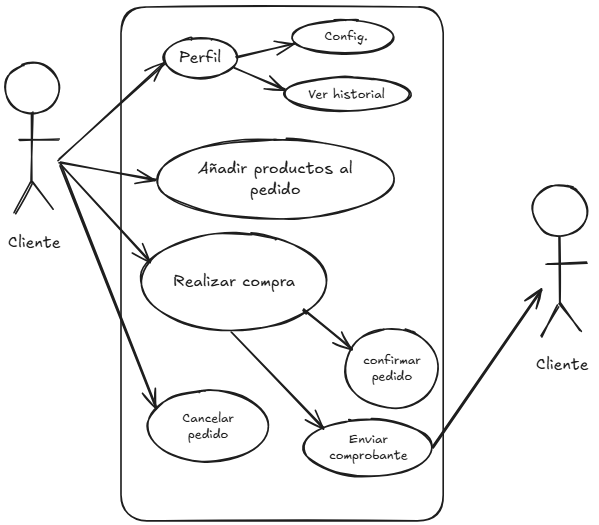 Config.
Perfil
Ver historial
Añadir productos al
pedido
Cliente
Realizar compra
confirmar
pedido
Cliente
Cancelar
pedido
Enviar
comprobante